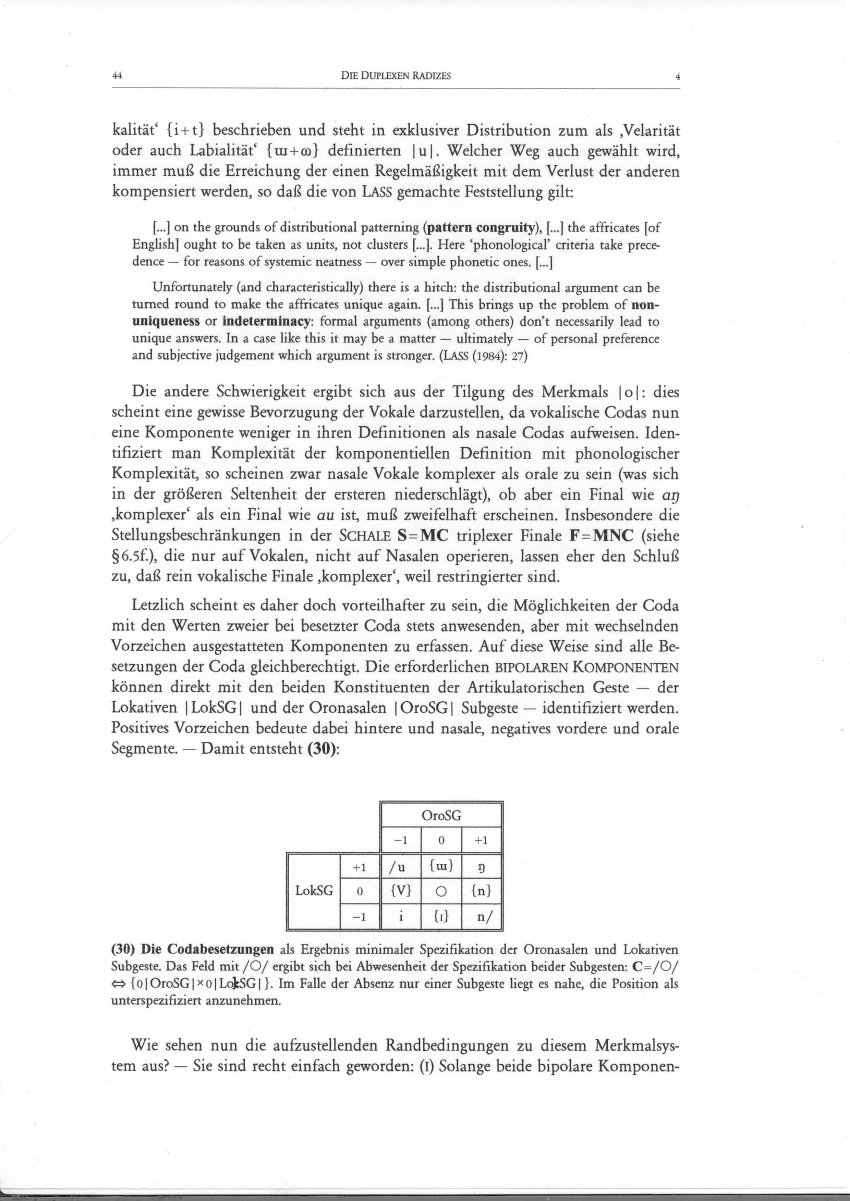 44 DIE DUPLEXEN RADIZES 4
kalität‘ {i+t} beschrieben und steht in exklusiver Distribution zum als ‚Velarität
oder auch Labialität‘ {ɯ+ω} definierten |u|. Welcher Weg auch gewählt wird,
immer muß die Erreichung der einen Regelmäßigkeit mit dem Verlust der anderen
kompensiert werden, so daß die von LASS gemachte Feststellung gilt:
[...] on the grounds of distributional patterning (pattern congruity), [...] the affricates [of
English] ought to be taken as units, not clusters [...]. Here ‘phonological’ criteria take prece-
dence — for reasons of systemic neatness — over simple phonetic ones. [...]
Unfortunately (and characteristically) there is a hitch: the distributional argument can be
turned round to make the affricates unique again. [...] This brings up the problem of non-
uniqueness or indeterminacy: formal arguments (among others) don’t necessarily lead to
unique answers. In a case like this it may be a matter — ultimately — of personal preference
and subjective judgement which argument is stronger. (LASS (1984): 27)
Die andere Schwierigkeit ergibt sich aus der Tilgung des Merkmals |o|: dies
scheint eine gewisse Bevorzugung der Vokale darzustellen, da vokalische Codas nun
eine Komponente weniger in ihren Definitionen als nasale Codas aufweisen. Iden-
tifiziert man Komplexität der komponentiellen Definition mit phonologischer
Komplexität, so scheinen zwar nasale Vokale komplexer als orale zu sein (was sich
in der größeren Seltenheit der ersteren niederschlägt), ob aber ein Final wie aŋ
‚komplexer‘ als ein Final wie au ist, muß zweifelhaft erscheinen. Insbesondere die
Stellungsbeschränkungen in der SCHALE S=MC triplexer Finale F=MNC (siehe
§6.5f.), die nur auf Vokalen, nicht auf Nasalen operieren, lassen eher den Schluß
zu, daß rein vokalische Finale ‚komplexer‘, weil restringierter sind.
Letzlich scheint es daher doch vorteilhafter zu sein, die Möglichkeiten der Coda
mit den Werten zweier bei besetzter Coda stets anwesenden, aber mit wechselnden
Vorzeichen ausgestatteten Komponenten zu erfassen. Auf diese Weise sind alle Be-
setzungen der Coda gleichberechtigt. Die erforderlichen BIPOLAREN KOMPONENTEN
können direkt mit den beiden Konstituenten der Artikulatorischen Geste — der
Lokativen |LokSG| und der Oronasalen |OroSG| Subgeste — identifiziert werden.
Positives Vorzeichen bedeute dabei hintere und nasale, negatives vordere und orale
Segmente. — Damit entsteht (30):
OroSG
−1 0 +1
+1 /u {ɯ} ŋ
LokSG 0 {V} ○ {n}
−1 i {ɪ} n/
(30) Die Codabesetzungen als Ergebnis minimaler Spezifikation der Oronasalen und Lokativen
Subgeste. Das Feld mit /○/ ergibt sich bei Abwesenheit der Spezifikation beider Subgesten: C=/○/
⇔ {0|OroSG|×0|LokSG|}. Im Falle der Absenz nur einer Subgeste liegt es nahe, die Position als
unterspezifiziert anzunehmen.
Wie sehen nun die aufzustellenden Randbedingungen zu diesem Merkmalsys-
tem aus? — Sie sind recht einfach geworden: (I) Solange beide bipolare Komponen-